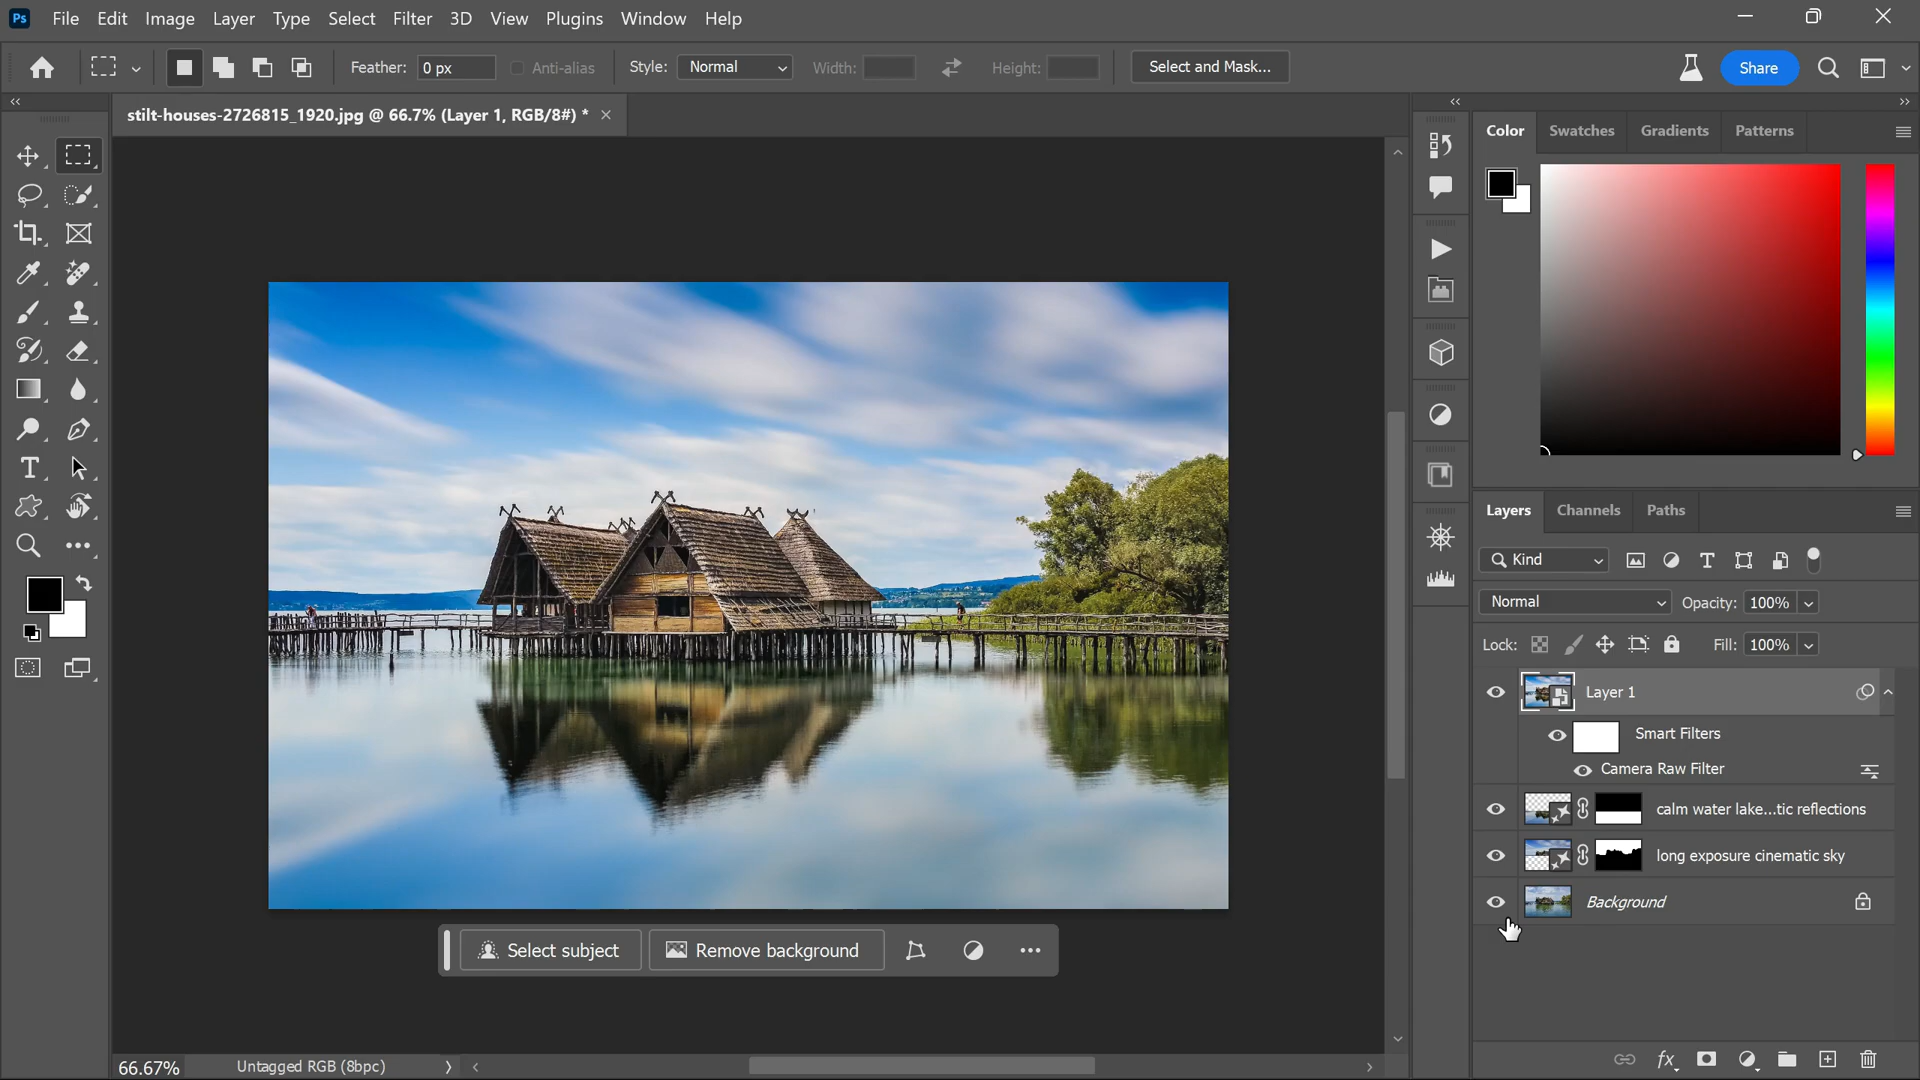 Ps File Edit Image Layer Type Select Filter 3D View Plugins Window Help
Feather: 0 px Anti-alias Style: Normal Width: Height: Select and Mask... Share
stilt-houses-2726815_1920.jpg @ 66.7% (Layer 1, RGB/8#) *
Color Swatches Gradients Patterns
Layers Channels Paths
Kind
Normal Opacity: 100%
Lock: Fill: 100%
Layer 1
Smart Filters
Camera Raw Filter
calm water lake...tic reflections
long exposure cinematic sky
Background
Select subject Remove background
66.67% Untagged RGB (8bpc)
fx